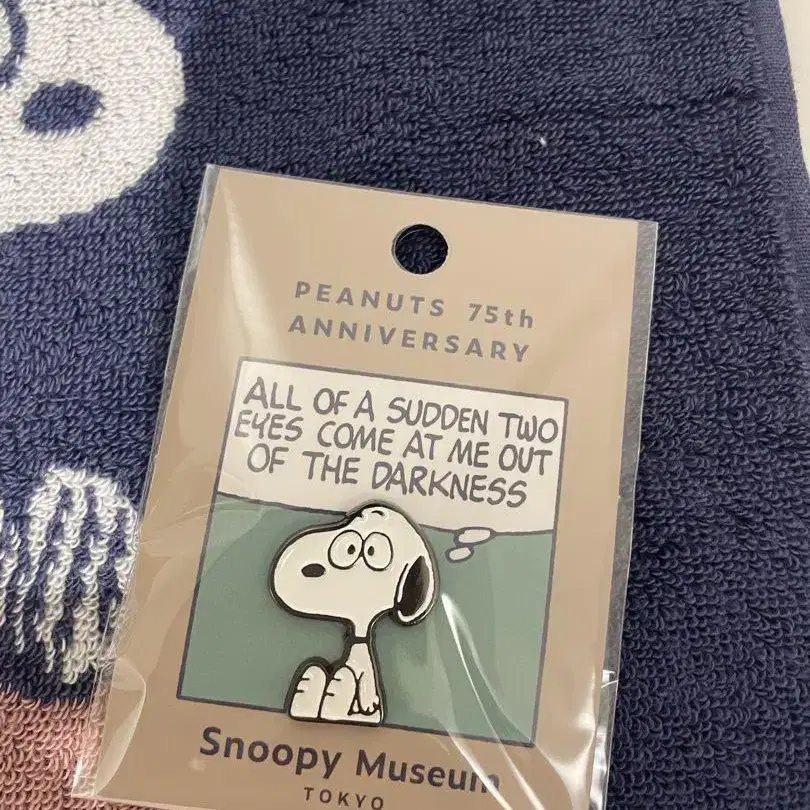 PEANUTS 75th
ANNIVERSARY
ALL OF A SUDDEN TWO
EYES COME AT ME OUT
OF THE DARKNESS
Snoopy Museum
TOKYO